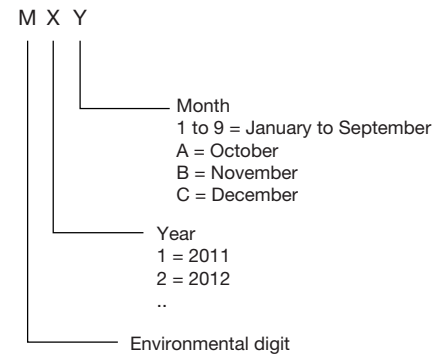 M X Y
Month
1 to 9 = January to September
A = October
B = November
C = December
Year
1 = 2011
2 = 2012
..
Environmental digit